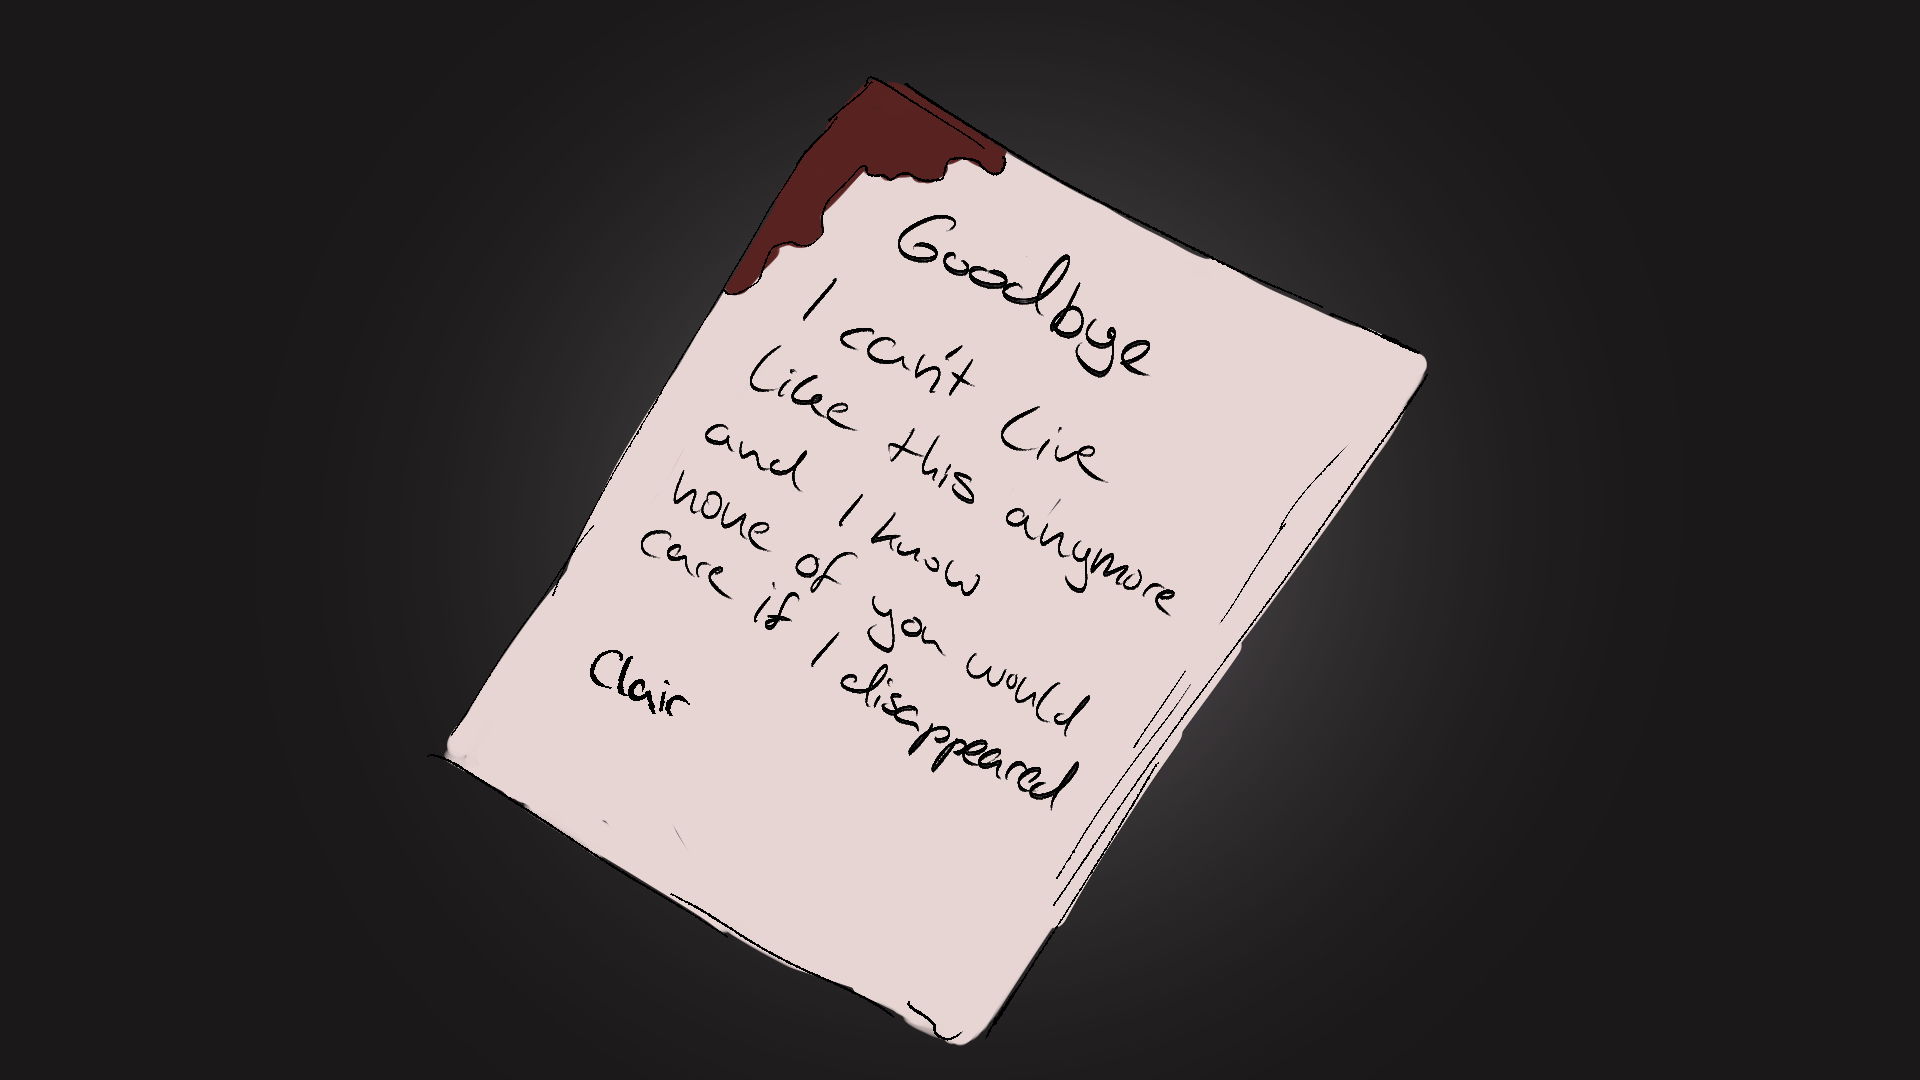 Goodbye
I can't live
like this anymore
and I know
none of you would
care if I disappeared
Clair